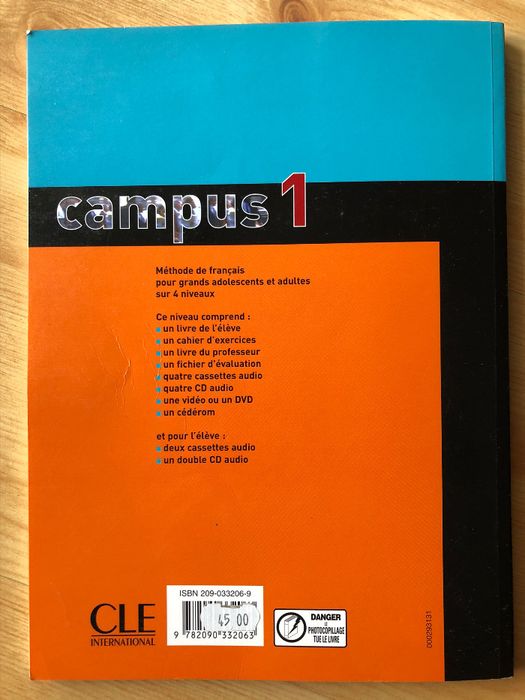 campus 1
Méthode de français
pour grands adolescents et adultes
sur 4 niveaux
Ce niveau comprend :
un livre de l'élève
un cahier d'exercices
un livre du professeur
un fichier d'évaluation
quatre cassettes audio
quatre CD audio
une vidéo ou un DVD
un cédérom
et pour l'élève :
deux cassettes audio
un double CD audio
ISBN 209-033206-9
45 00
9 782090 332063
CLE
INTERNATIONAL
DANGER
LE
PHOTOCOPILLAGE
TUE LE LIVRE
000293131